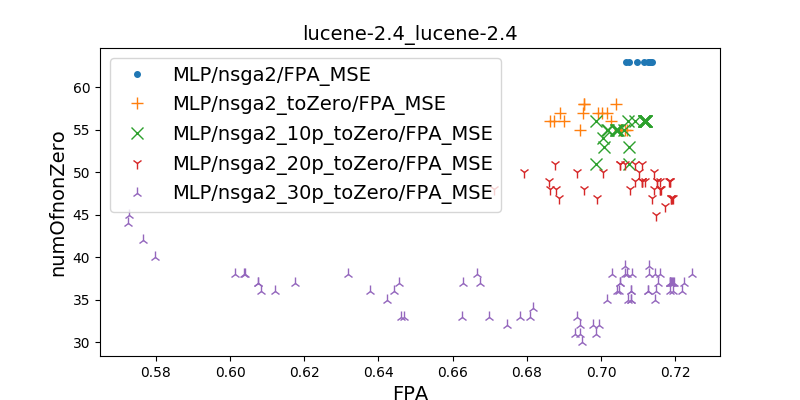 lucene-2.4_lucene-2.4
MLP/nsga2/FPA_MSE
MLP/nsga2_toZero/FPA_MSE
MLP/nsga2_10p_toZero/FPA_MSE
MLP/nsga2_20p_toZero/FPA_MSE
MLP/nsga2_30p_toZero/FPA_MSE
numOfnonZero
60
55
50
45
40
35
30
0.58 0.60 0.62 0.64 0.66 0.68 0.70 0.72
FPA